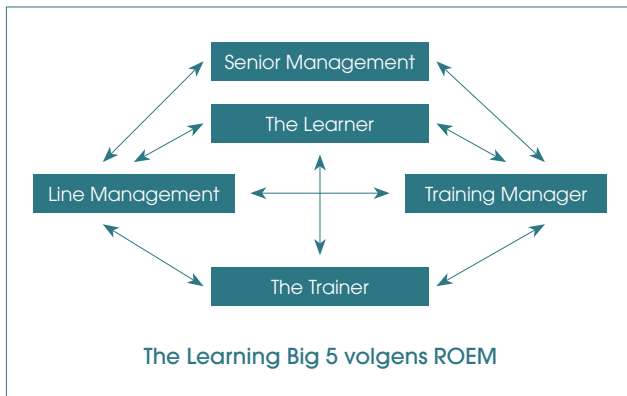 Senior Management
The Learner
Line Management
Training Manager
The Trainer
The Learning Big 5 volgens ROEM